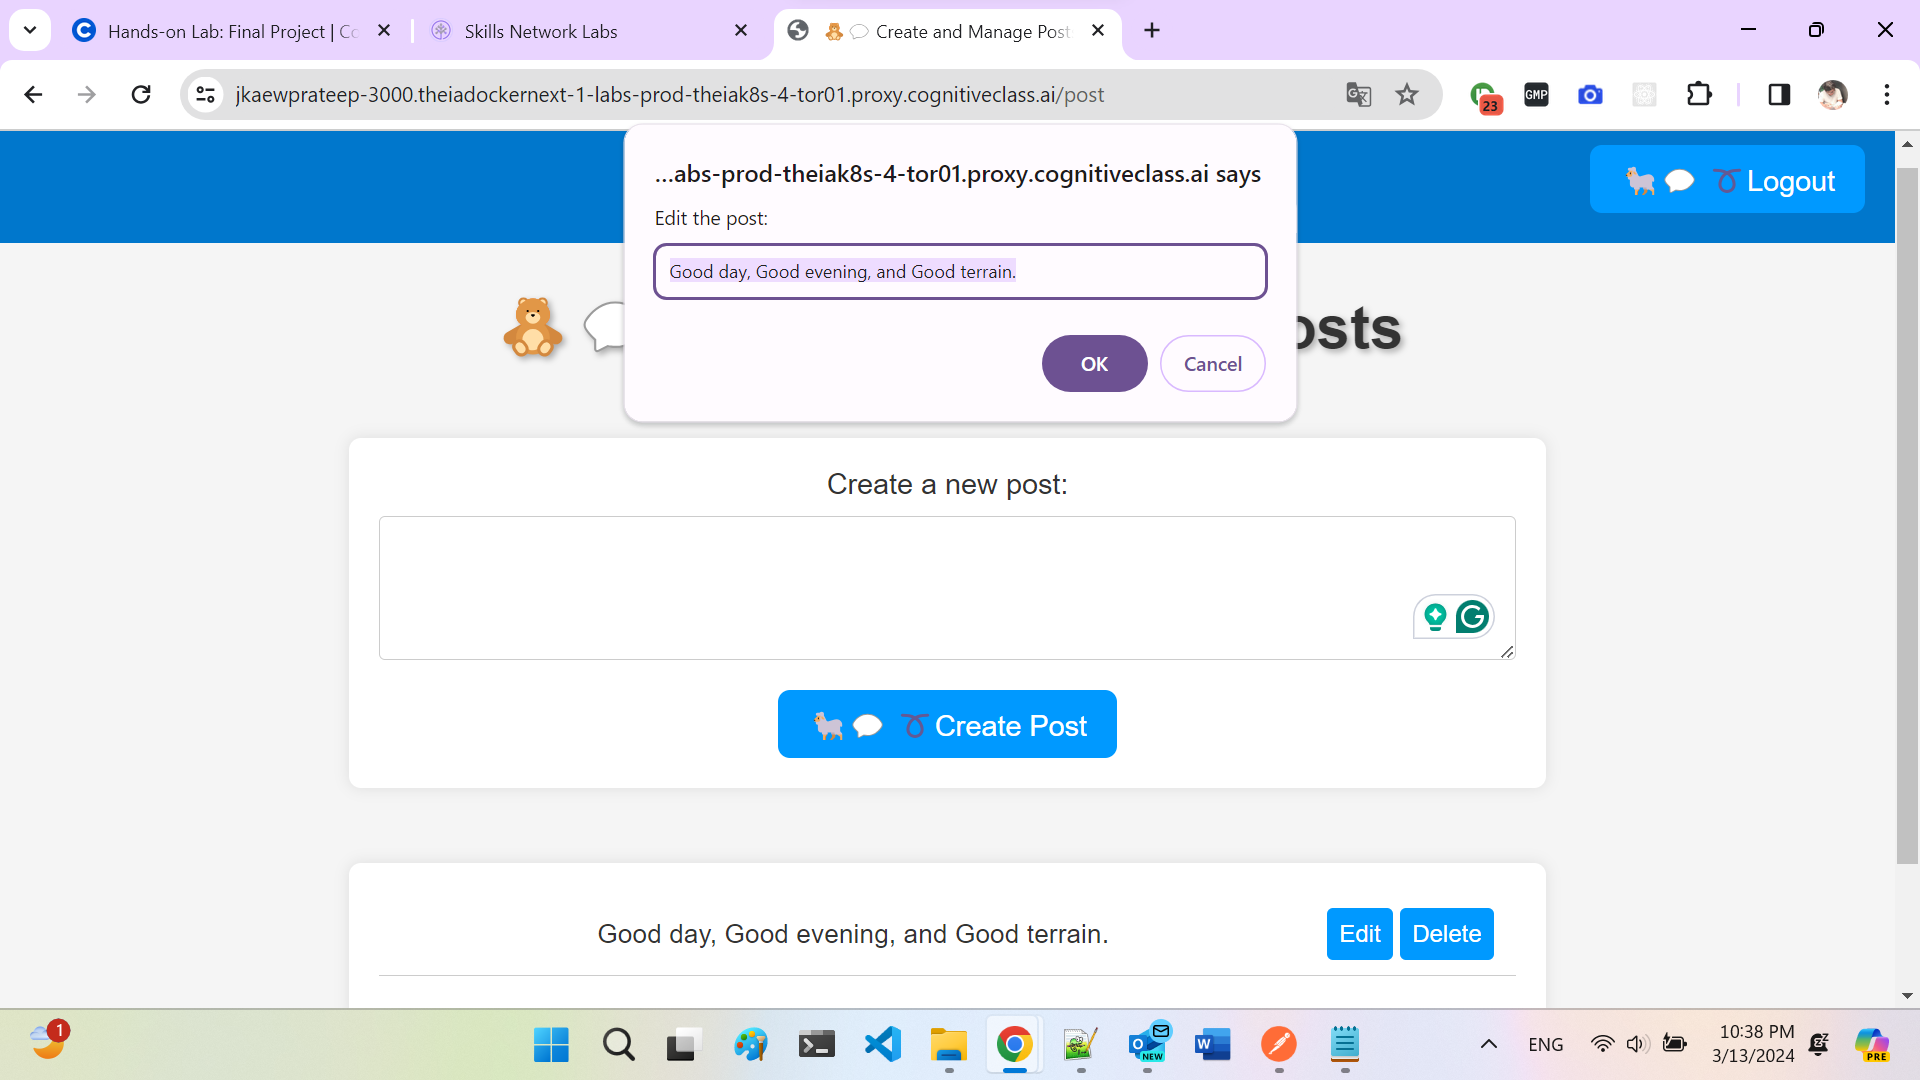 Hands-on Lab: Final Project | Co
Skills Network Labs
Create and Manage Post
jkaewprateep-3000.theiadockernext-1-labs-prod-theiak8s-4-tor01.proxy.cognitiveclass.ai/post
23
GMP
...abs-prod-theiak8s-4-tor01.proxy.cognitiveclass.ai says
Edit the post:
Good day, Good evening, and Good terrain.
OK
Cancel
Logout
osts
Create a new post:
Create Post
Good day, Good evening, and Good terrain.
Edit
Delete
1
NEW
ENG
10:38 PM
3/13/2024
PRE